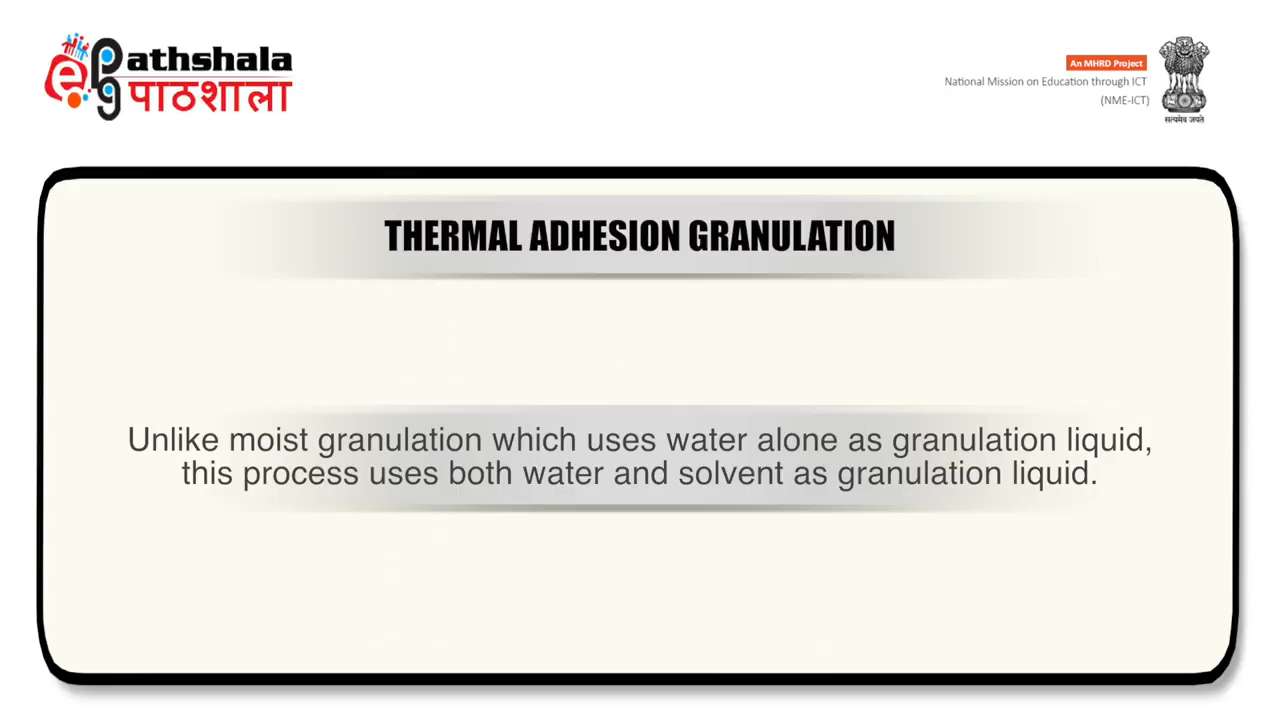 ePathshala
pg पाठशाला
An MHRD Project
National Mission on Education through ICT
(NME-ICT)
सत्यमेव जयते
THERMAL ADHESION GRANULATION
Unlike moist granulation which uses water alone as granulation liquid,
this process uses both water and solvent as granulation liquid.